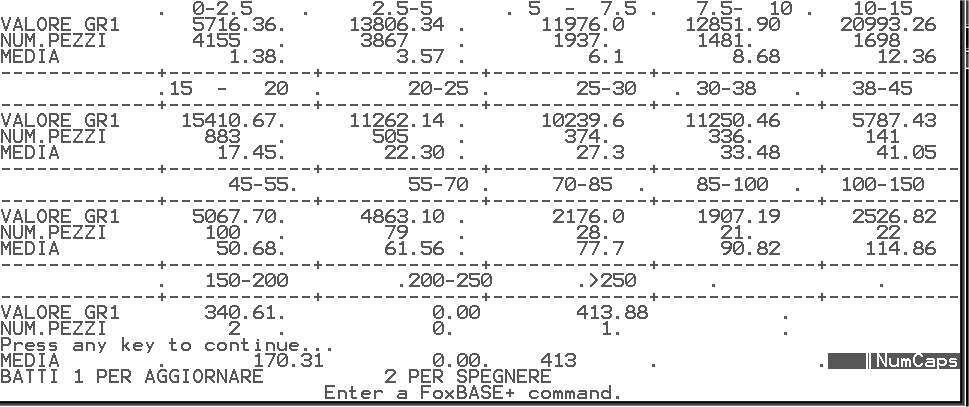 . 0-2.5 . 2.5-5 . 5 - 7.5 . 7.5- 10 . 10-15
VALORE GR1 5716.36. 13806.34 . 11976.0 12851.90 20993.26
NUM.PEZZI 4155 . 3867 . 1937. 1481. 1698
MEDIA 1.38. 3.57 . 6.1 8.68 12.36
.15 - 20 . 20-25 . 25-30 . 30-38 . 38-45
VALORE GR1 15410.67. 11262.14 . 10239.6 11250.46 5787.43
NUM.PEZZI 883 . 505 . 374. 336. 141
MEDIA 17.45. 22.30 . 27.3 33.48 41.05
45-55. 55-70 . 70-85 . 85-100 . 100-150
VALORE GR1 5067.70. 4863.10 . 2176.0 1907.19 2526.82
NUM.PEZZI 100 . 79 . 28. 21. 22
MEDIA 50.68. 61.56 . 77.7 90.82 114.86
. 150-200 .200-250 .>250 . .
VALORE GR1 340.61. 0.00 413.88 .
NUM.PEZZI 2 . 0. 1. .
Press any key to continue...
MEDIA . 170.31 0.00. 413 . . NumCaps
BATTI 1 PER AGGIORNARE 2 PER SPEGNERE
Enter a FoxBASE+ command.